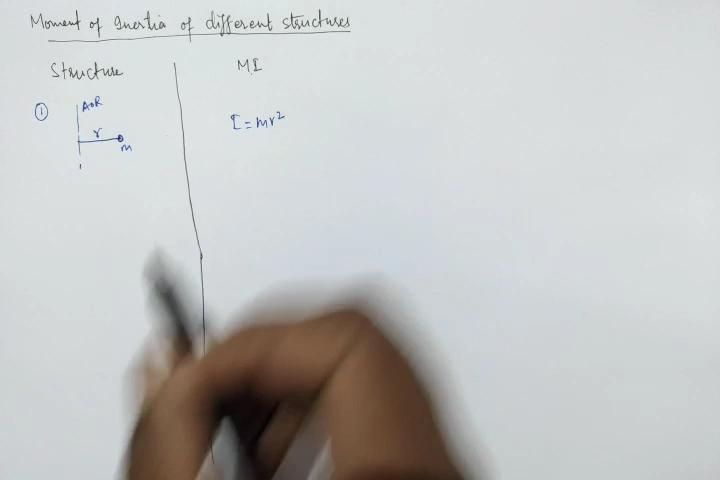 Moment of Inertia of different structures
Structure MI
① AOR I = mr²
r
m